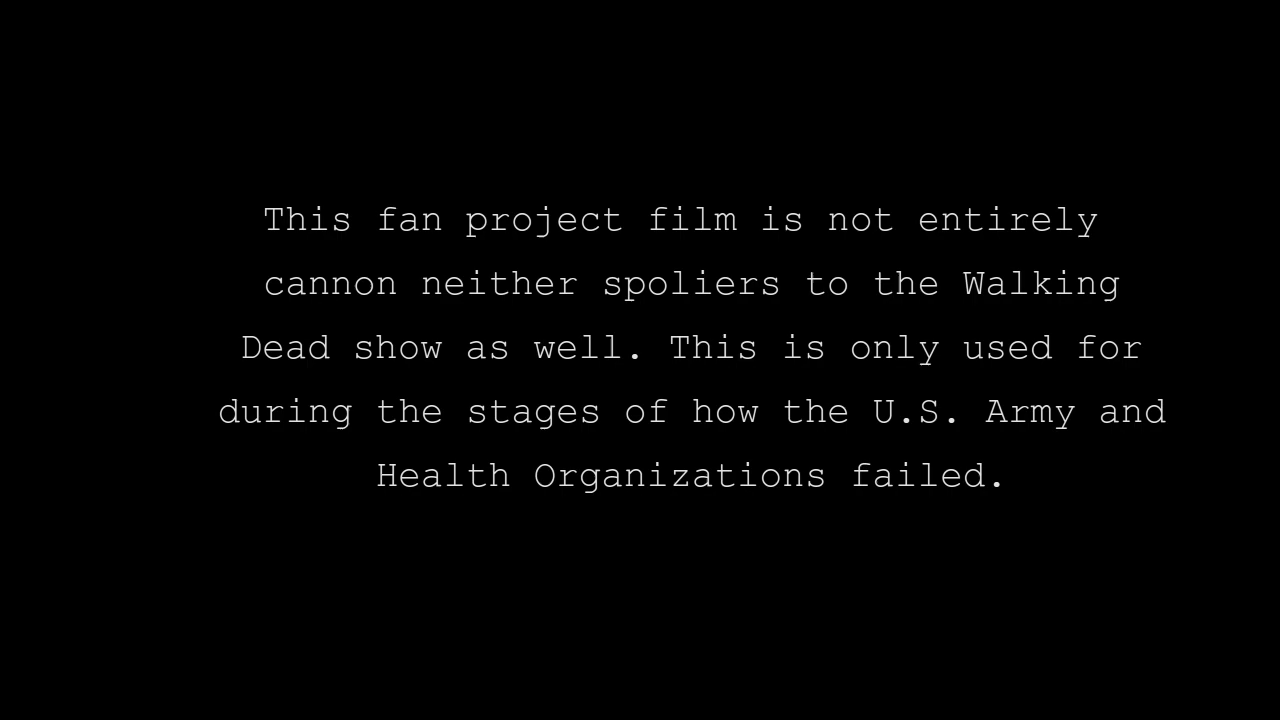 This fan project film is not entirely
cannon neither spoliers to the Walking
Dead show as well. This is only used for
during the stages of how the U.S. Army and
Health Organizations failed.